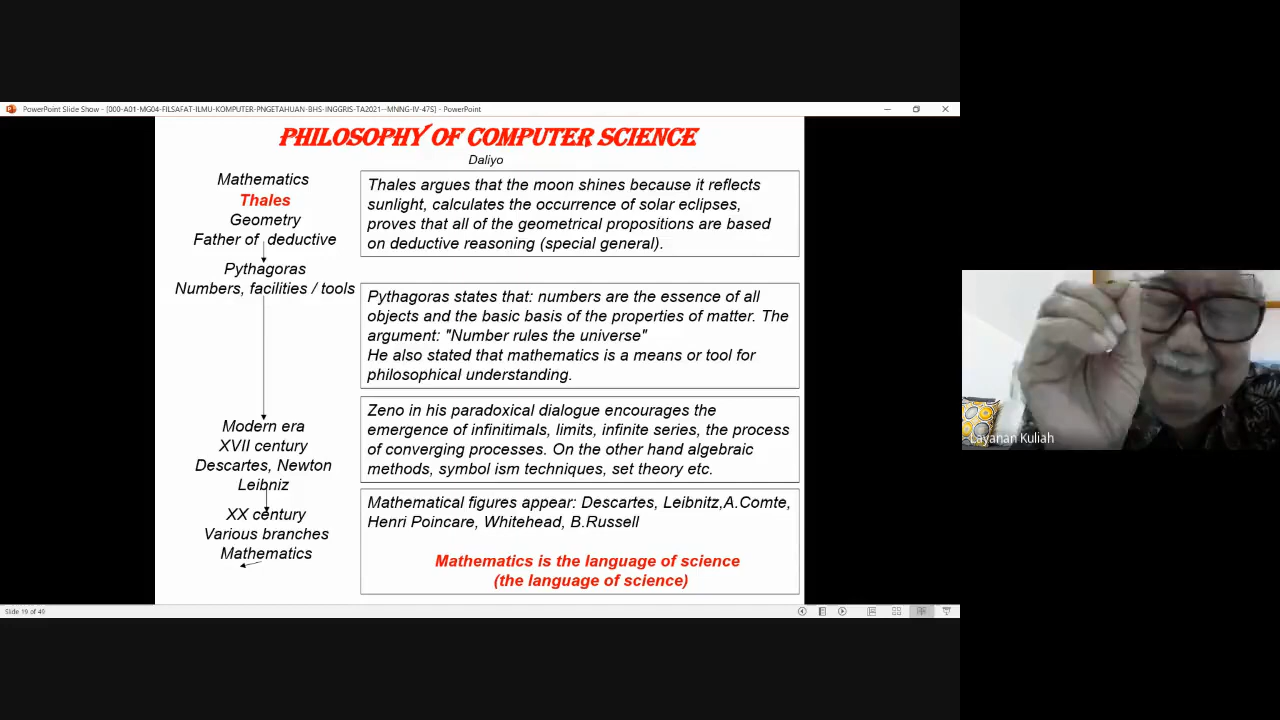 PowerPoint Slide Show - [000-A01-MG04-FILSAFAT-ILMU-KOMPUTER-PNGETAHUAN-BHS-INGGRIS-TA2021--MNNG-IV-47S] - PowerPoint
PHILOSOPHY OF COMPUTER SCIENCE
Daliyo
Mathematics
Thales
Geometry
Father of deductive
Thales argues that the moon shines because it reflects
sunlight, calculates the occurrence of solar eclipses,
proves that all of the geometrical propositions are based
on deductive reasoning (special general).
Pythagoras
Numbers, facilities / tools
Pythagoras states that: numbers are the essence of all
objects and the basic basis of the properties of matter. The
argument: "Number rules the universe"
He also stated that mathematics is a means or tool for
philosophical understanding.
Modern era
XVII century
Descartes, Newton
Leibniz
Zeno in his paradoxical dialogue encourages the
emergence of infinitimals, limits, infinite series, the process
of converging processes. On the other hand algebraic
methods, symbol ism techniques, set theory etc.
XX century
Various branches
Mathematics
Mathematical figures appear: Descartes, Leibnitz,A.Comte,
Henri Poincare, Whitehead, B.Russell
Mathematics is the language of science
(the language of science)
Layanan Kuliah
Slide 19 of 49